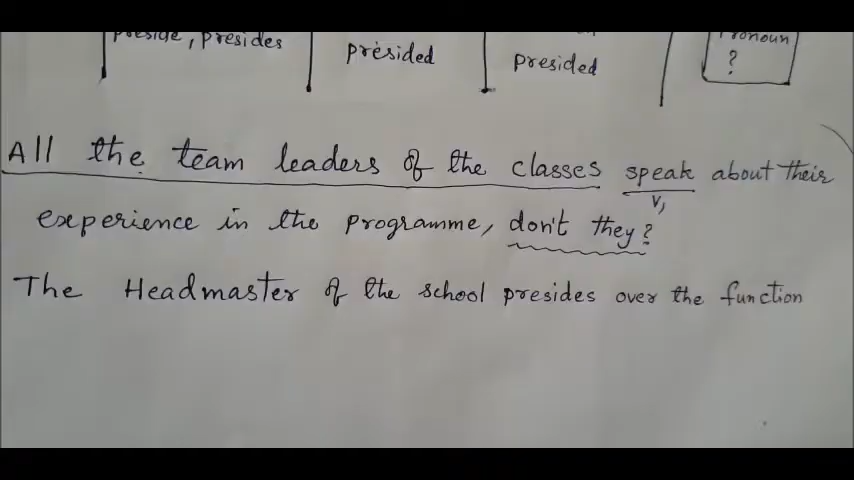 preside, presides
presided
presided
Pronoun
?
All the team leaders of the classes speak about their
V₁
experience in the programme, don't they?
The Headmaster of the school presides over the function